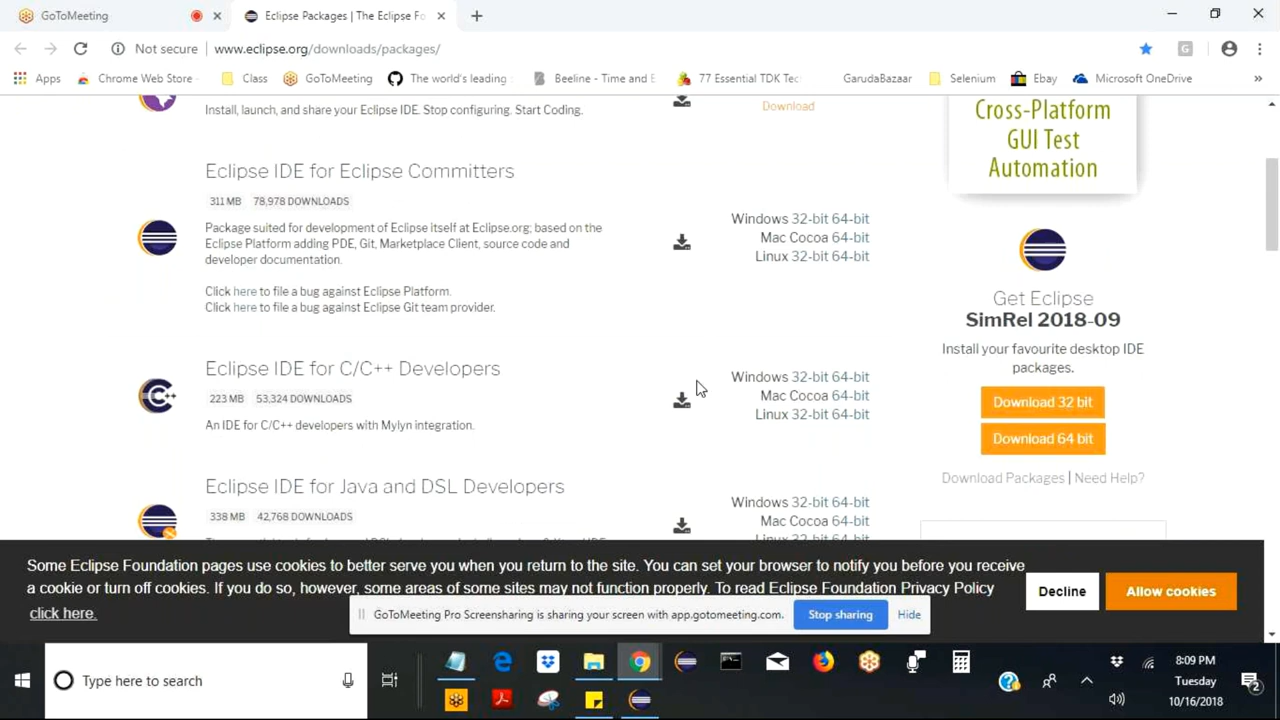 GoToMeeting
Eclipse Packages | The Eclipse Fo
Not secure
www.eclipse.org/downloads/packages/
Apps
Chrome Web Store
Class
GoToMeeting
The world's leading
Beeline - Time and E
77 Essential TDK Tec
GarudaBazaar
Selenium
Ebay
Microsoft OneDrive
»
Install, launch, and share your Eclipse IDE. Stop configuring. Start Coding.
Download
Eclipse IDE for Eclipse Committers
311 MB 78,978 DOWNLOADS
Package suited for development of Eclipse itself at Eclipse.org; based on the
Eclipse Platform adding PDE, Git, Marketplace Client, source code and
developer documentation.
Click here to file a bug against Eclipse Platform.
Click here to file a bug against Eclipse Git team provider.
Windows 32-bit 64-bit
Mac Cocoa 64-bit
Linux 32-bit 64-bit
Eclipse IDE for C/C++ Developers
223 MB 53,324 DOWNLOADS
An IDE for C/C++ developers with Mylyn integration.
Windows 32-bit 64-bit
Mac Cocoa 64-bit
Linux 32-bit 64-bit
Eclipse IDE for Java and DSL Developers
338 MB 42,768 DOWNLOADS
Windows 32-bit 64-bit
Mac Cocoa 64-bit
Linux 32-bit 64-bit
Cross-Platform
GUI Test
Automation
Get Eclipse
SimRel 2018-09
Install your favourite desktop IDE
packages.
Download 32 bit
Download 64 bit
Download Packages | Need Help?
Some Eclipse Foundation pages use cookies to better serve you when you return to the site. You can set your browser to notify you before you receive
a cookie or turn off cookies. If you do so, however, some areas of some sites may not function properly. To read Eclipse Foundation Privacy Policy
click here.
Decline
Allow cookies
GoToMeeting Pro Screensharing is sharing your screen with app.gotomeeting.com.
Stop sharing
Hide
Type here to search
8:09 PM
Tuesday
10/16/2018
2